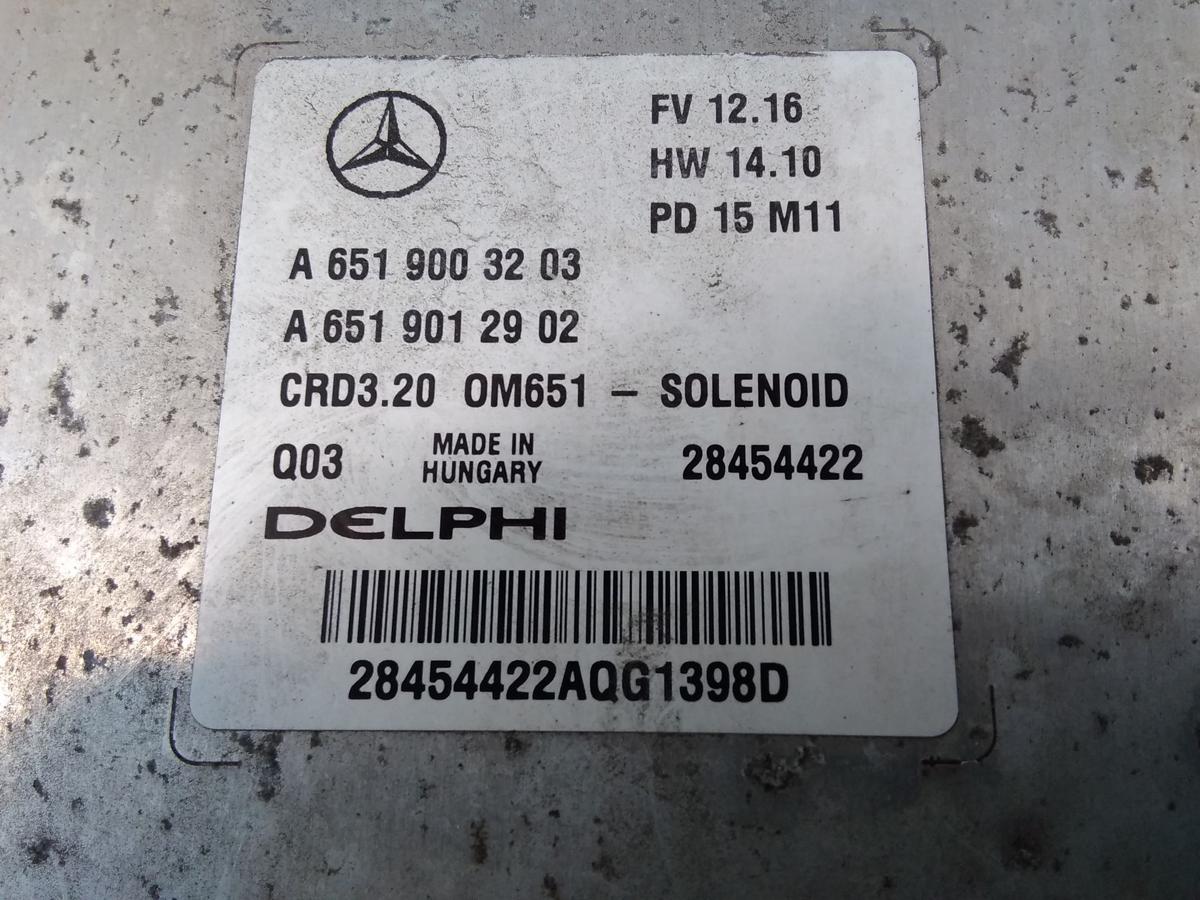 FV 12.16
HW 14.10
PD 15 M11
A 651 900 32 03
A 651 901 29 02
CRD3.20 OM651 – SOLENOID
Q03 MADE IN HUNGARY 28454422
DELPHI
28454422AQG1398D